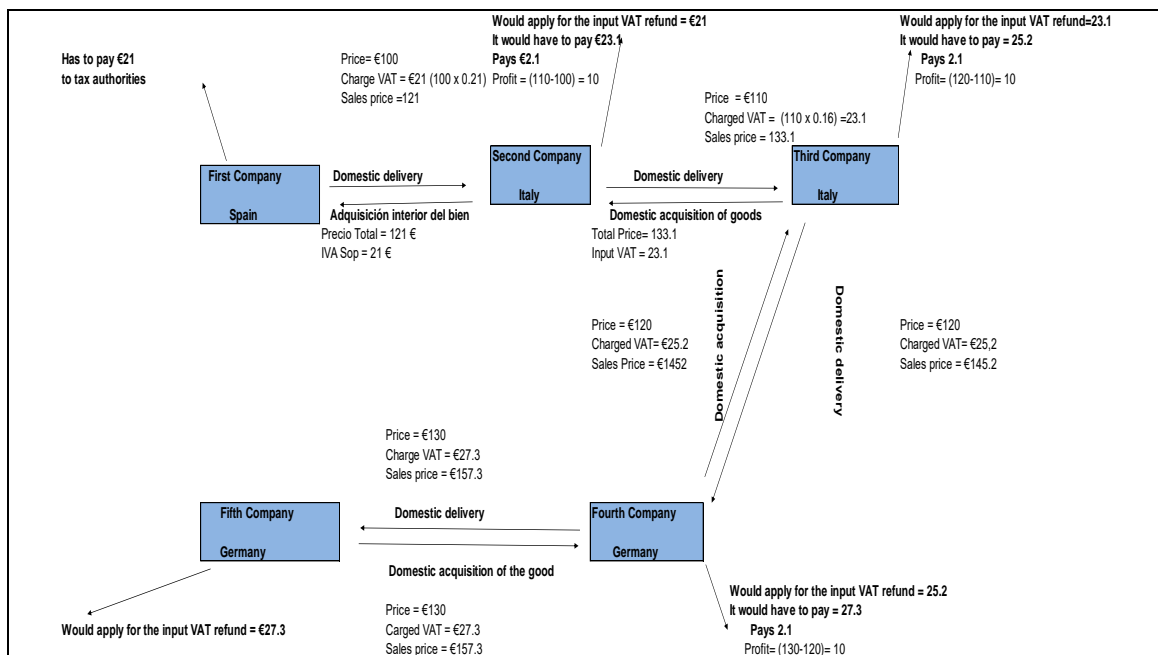 Has to pay €21
to tax authorities
Price= €100
Charge VAT = €21 (100 x 0.21)
Sales price =121
Would apply for the input VAT refund = €21
It would have to pay €23.1
Pays €2.1
Profit = (110-100) = 10
Price = €110
Charged VAT = (110 x 0.16) =23.1
Sales price = 133.1
Would apply for the input VAT refund=23.1
It would have to pay = 25.2
Pays 2.1
Profit= (120-110)= 10
First Company
Spain
Domestic delivery
Adquisición interior del bien
Precio Total = 121 €
IVA Sop = 21 €
Second Company
Italy
Domestic delivery
Domestic acquisition of goods
Total Price= 133.1
Input VAT = 23.1
Third Company
Italy
Price = €120
Charged VAT= €25.2
Sales Price = €1452
Domestic acquisition
Domestic delivery
Price = €120
Charged VAT= €25,2
Sales price = €145.2
Price = €130
Charge VAT = €27.3
Sales price = €157.3
Fifth Company
Germany
Domestic delivery
Domestic acquisition of the good
Price = €130
Carged VAT = €27.3
Sales price = €157.3
Fourth Company
Germany
Would apply for the input VAT refund = €27.3
Would apply for the input VAT refund = 25.2
It would have to pay = 27.3
Pays 2.1
Profit= (130-120)= 10